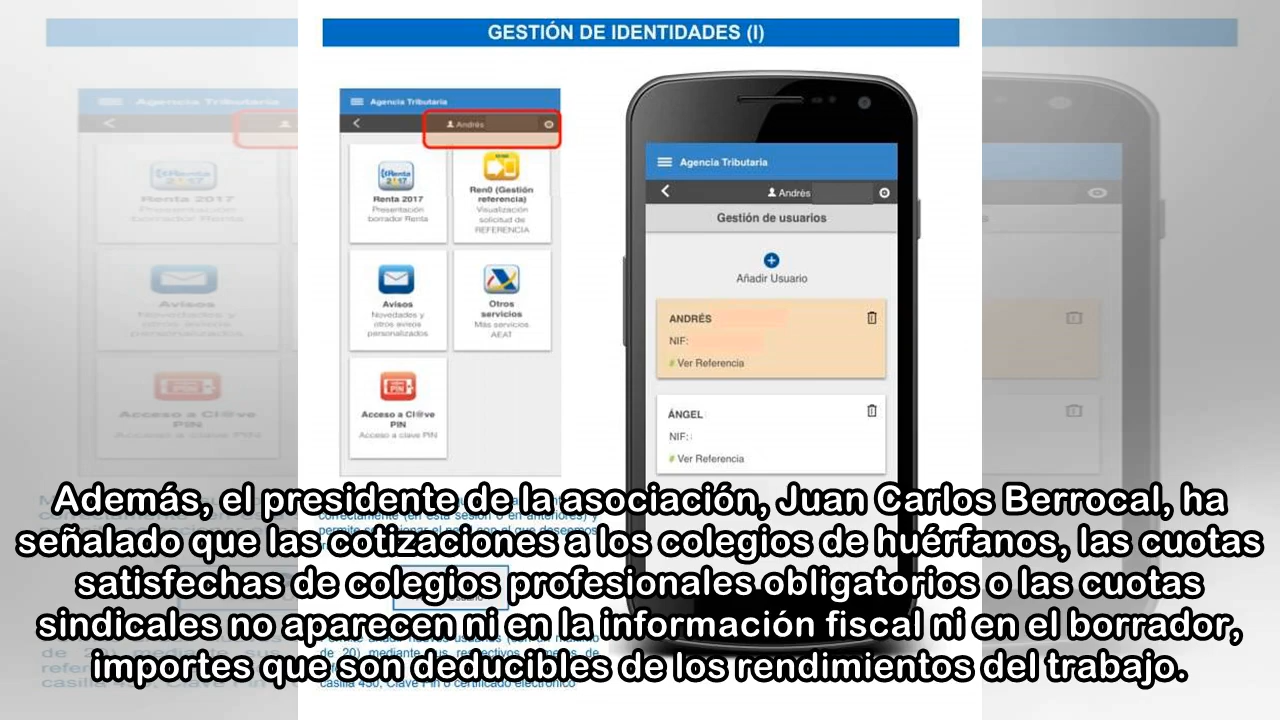 GESTIÓN DE IDENTIDADES (I)
Agencia Tributaria
Andrés
Renta 2017
Presentación
borrador Renta
Ren0 (Gestión
referencia)
Visualización
solicitud de
REFERENCIA
Avisos
Novedades y
otros avisos
personalizados
Otros
servicios
Más servicios
AEAT
Acceso a Cl@ve
PIN
Acceso a clave PIN
Agencia Tributaria
Andrés
Gestión de usuarios
Añadir Usuario
ANDRÉS
NIF:
# Ver Referencia
ÁNGEL
NIF:
# Ver Referencia
Además, el presidente de la asociación, Juan Carlos Berrocal, ha
señalado que las cotizaciones a los colegios de huérfanos, las cuotas
satisfechas de colegios profesionales obligatorios o las cuotas
sindicales no aparecen ni en la información fiscal ni en el borrador,
importes que son deducibles de los rendimientos del trabajo.